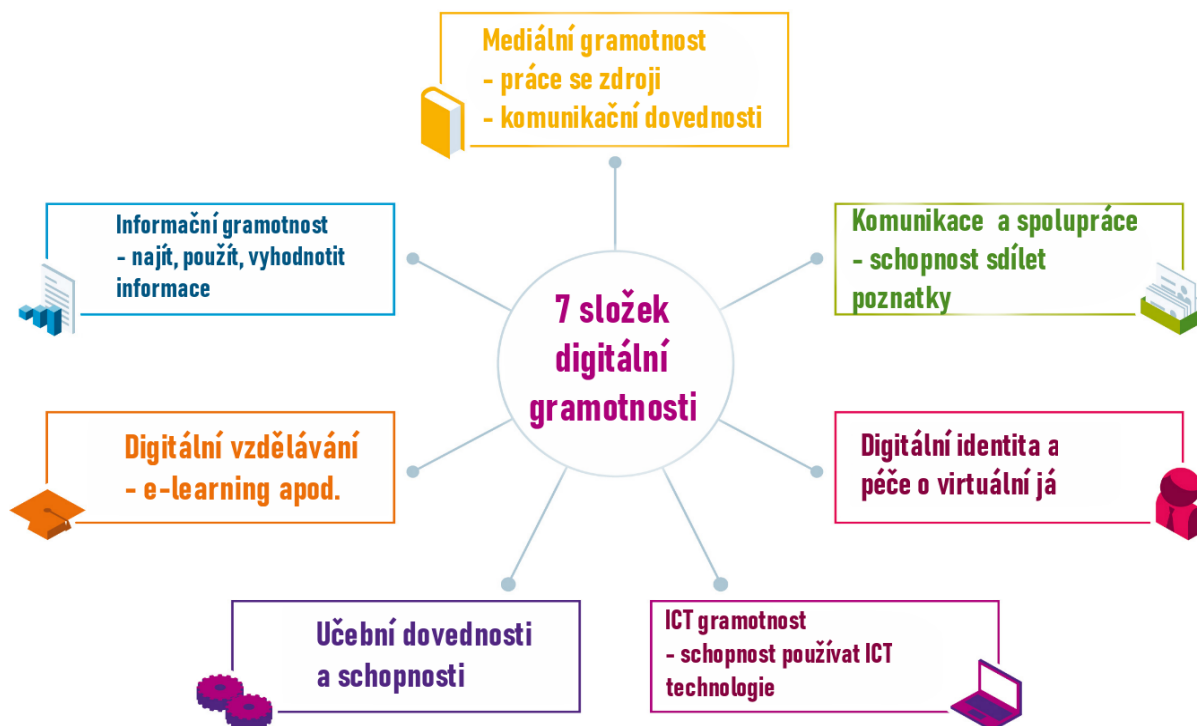 Mediální gramotnost
- práce se zdroji
- komunikační dovednosti
Informační gramotnost
- najít, použít, vyhodnotit
informace
Komunikace a spolupráce
- schopnost sdílet
poznatky
7 složek
digitální
gramotnosti
Digitální vzdělávání
- e-learning apod.
Digitální identita a
péče o virtuální já
Učební dovednosti
a schopnosti
ICT gramotnost
- schopnost používat ICT
technologie